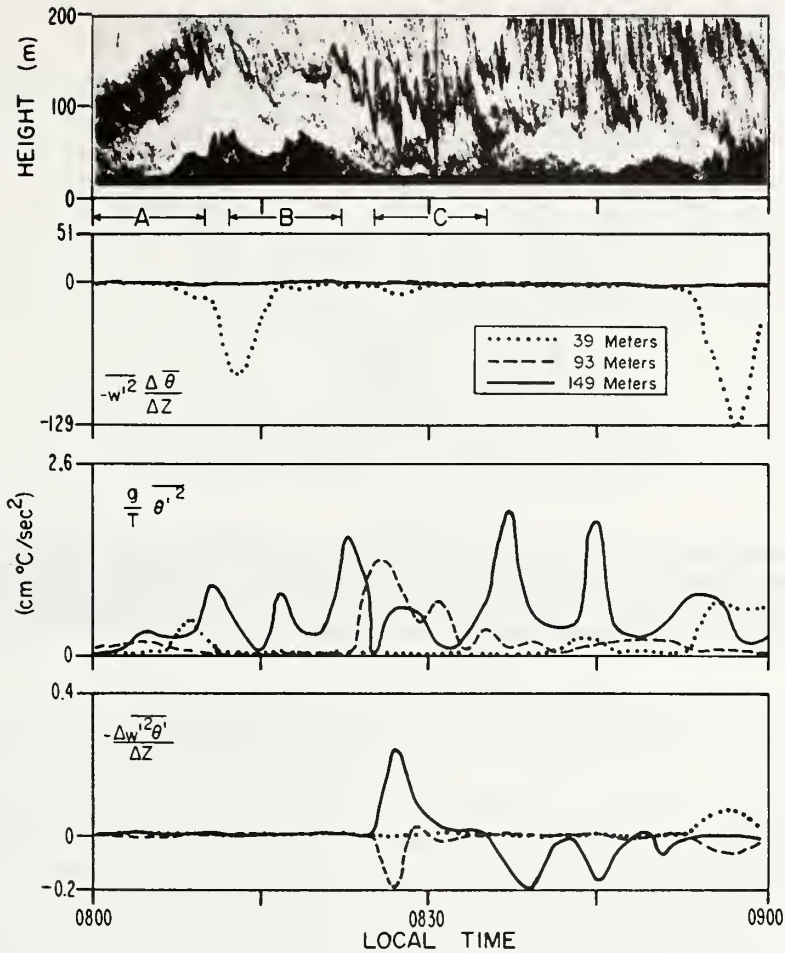 200
HEIGHT (m)
100
0
A B C
51
0
-w'² Δθ̅/ΔZ
-129
39 Meters
93 Meters
149 Meters
2.6
g/T θ'²
(cm °C/sec²)
0
0.4
-Δw'²θ'/ΔZ
0
-0.2
0800 0830 0900
LOCAL TIME